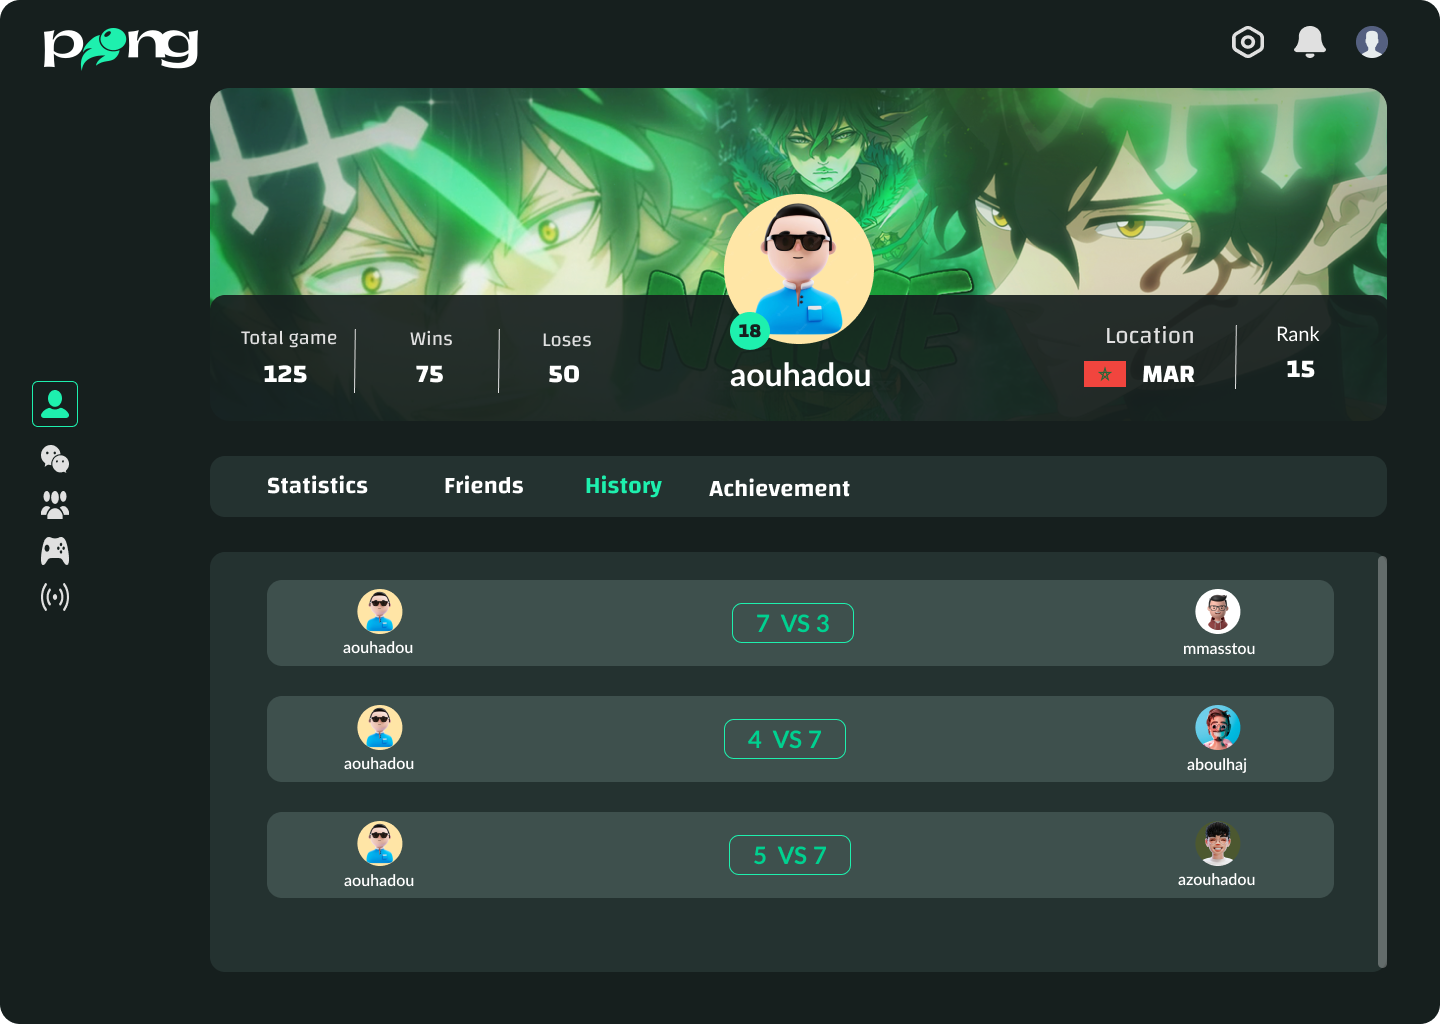 pong
NAME
Total game
125
Wins
75
Loses
50
18
aouhadou
Location
MAR
Rank
15
Statistics
Friends
History
Achievement
aouhadou
7 VS 3
mmasstou
aouhadou
4 VS 7
aboulhaj
aouhadou
5 VS 7
azouhadou